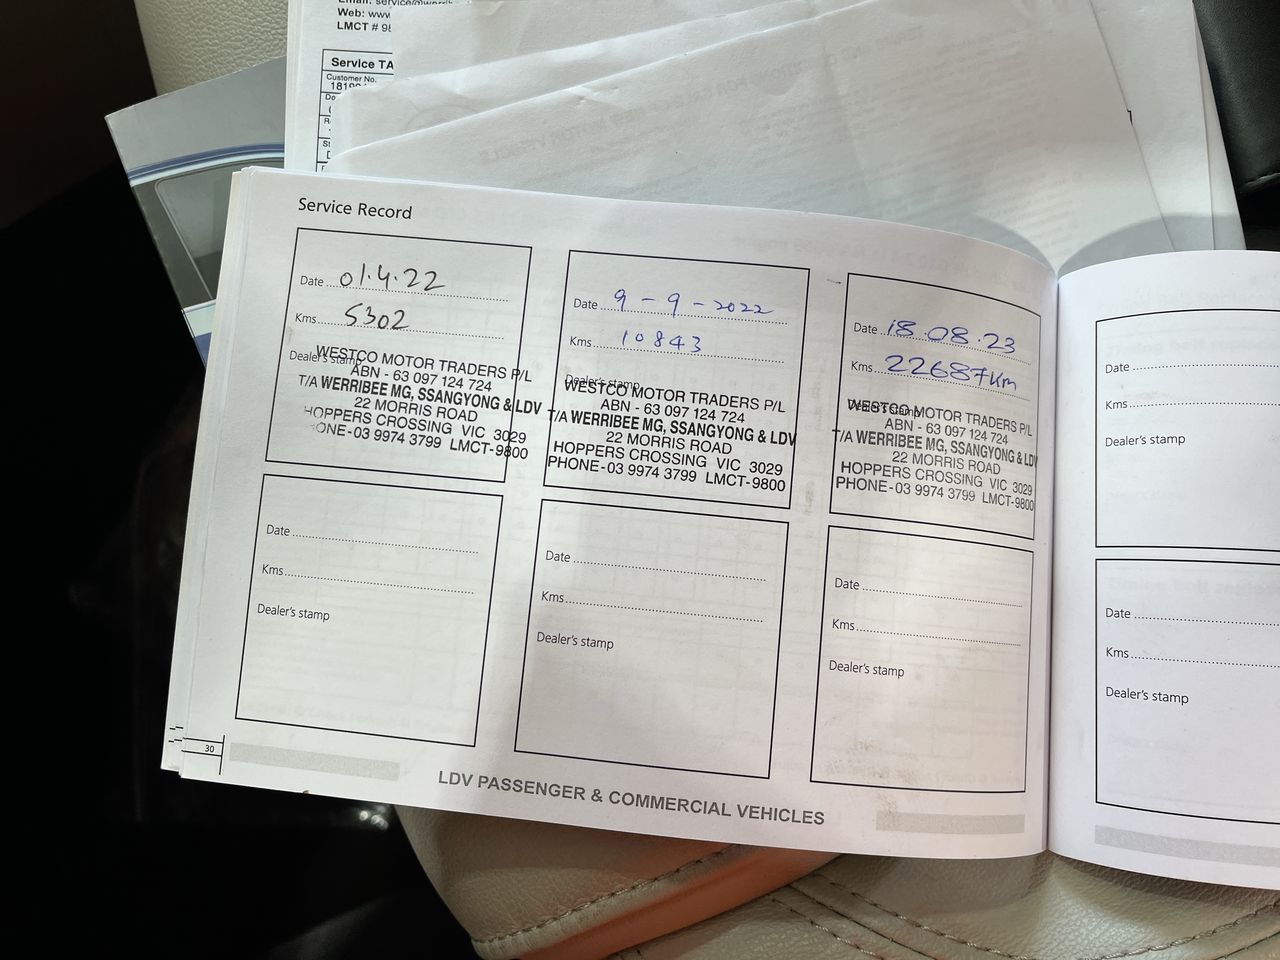 Web: www
LMCT # 98
Service TA
Customer No.
Service Record
Date 01.4.22
Kms 5302
Dealer's stamp
WESTCO MOTOR TRADERS P/L
ABN - 63 097 124 724
T/A WERRIBEE MG, SSANGYONG & LDV
22 MORRIS ROAD
HOPPERS CROSSING VIC 3029
PHONE-03 9974 3799 LMCT-9800
Date 9-9-2022
Kms 10843
Dealer's stamp
WESTCO MOTOR TRADERS P/L
ABN - 63 097 124 724
T/A WERRIBEE MG, SSANGYONG & LDV
22 MORRIS ROAD
HOPPERS CROSSING VIC 3029
PHONE-03 9974 3799 LMCT-9800
Date 18.08.23
Kms 22687Km
Dealer's stamp
WESTCO MOTOR TRADERS P/L
ABN - 63 097 124 724
T/A WERRIBEE MG, SSANGYONG & LDV
22 MORRIS ROAD
HOPPERS CROSSING VIC 3029
PHONE-03 9974 3799 LMCT-9800
Date
Kms
Dealer's stamp
Date
Kms
Dealer's stamp
Date
Kms
Dealer's stamp
30
LDV PASSENGER & COMMERCIAL VEHICLES
Date
Kms
Dealer's stamp
Date
Kms
Dealer's stamp